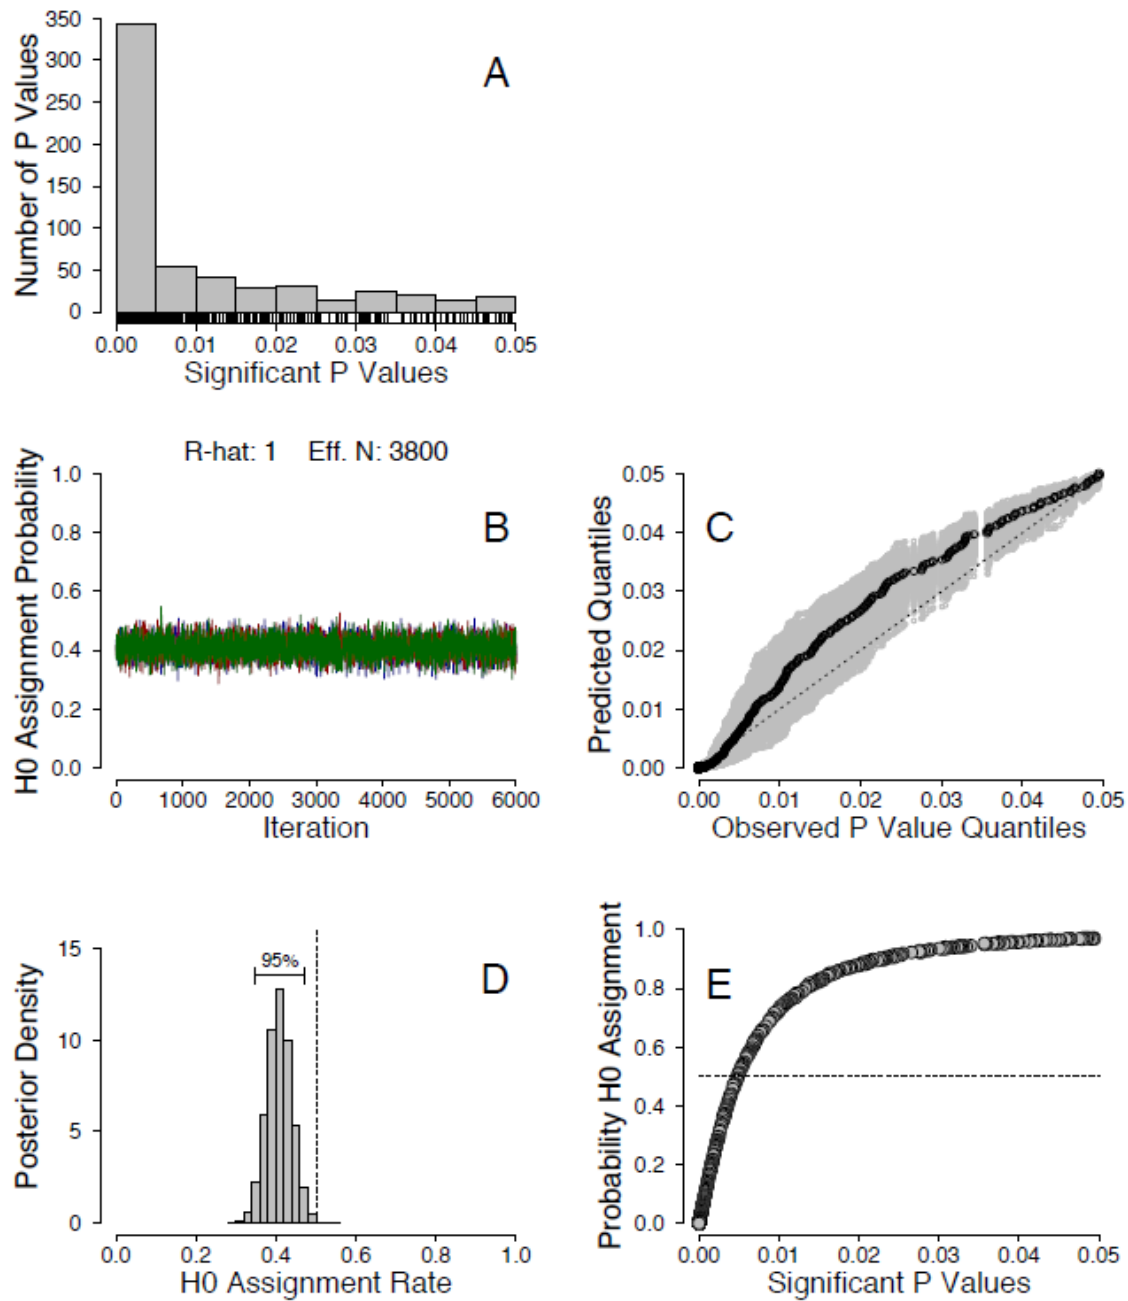 350
300
250
200
150
100
50
0
Number of P Values
A
0.00 0.01 0.02 0.03 0.04 0.05
Significant P Values
R-hat: 1 Eff. N: 3800
1.0
0.8
0.6
0.4
0.2
0.0
H0 Assignment Probability
B
0 1000 2000 3000 4000 5000 6000
Iteration
0.05
0.04
0.03
0.02
0.01
0.00
Predicted Quantiles
C
0.00 0.01 0.02 0.03 0.04 0.05
Observed P Value Quantiles
15
10
5
0
Posterior Density
95%
D
0.0 0.2 0.4 0.6 0.8 1.0
H0 Assignment Rate
1.0
0.8
0.6
0.4
0.2
0.0
Probability H0 Assignment
E
0.00 0.01 0.02 0.03 0.04 0.05
Significant P Values